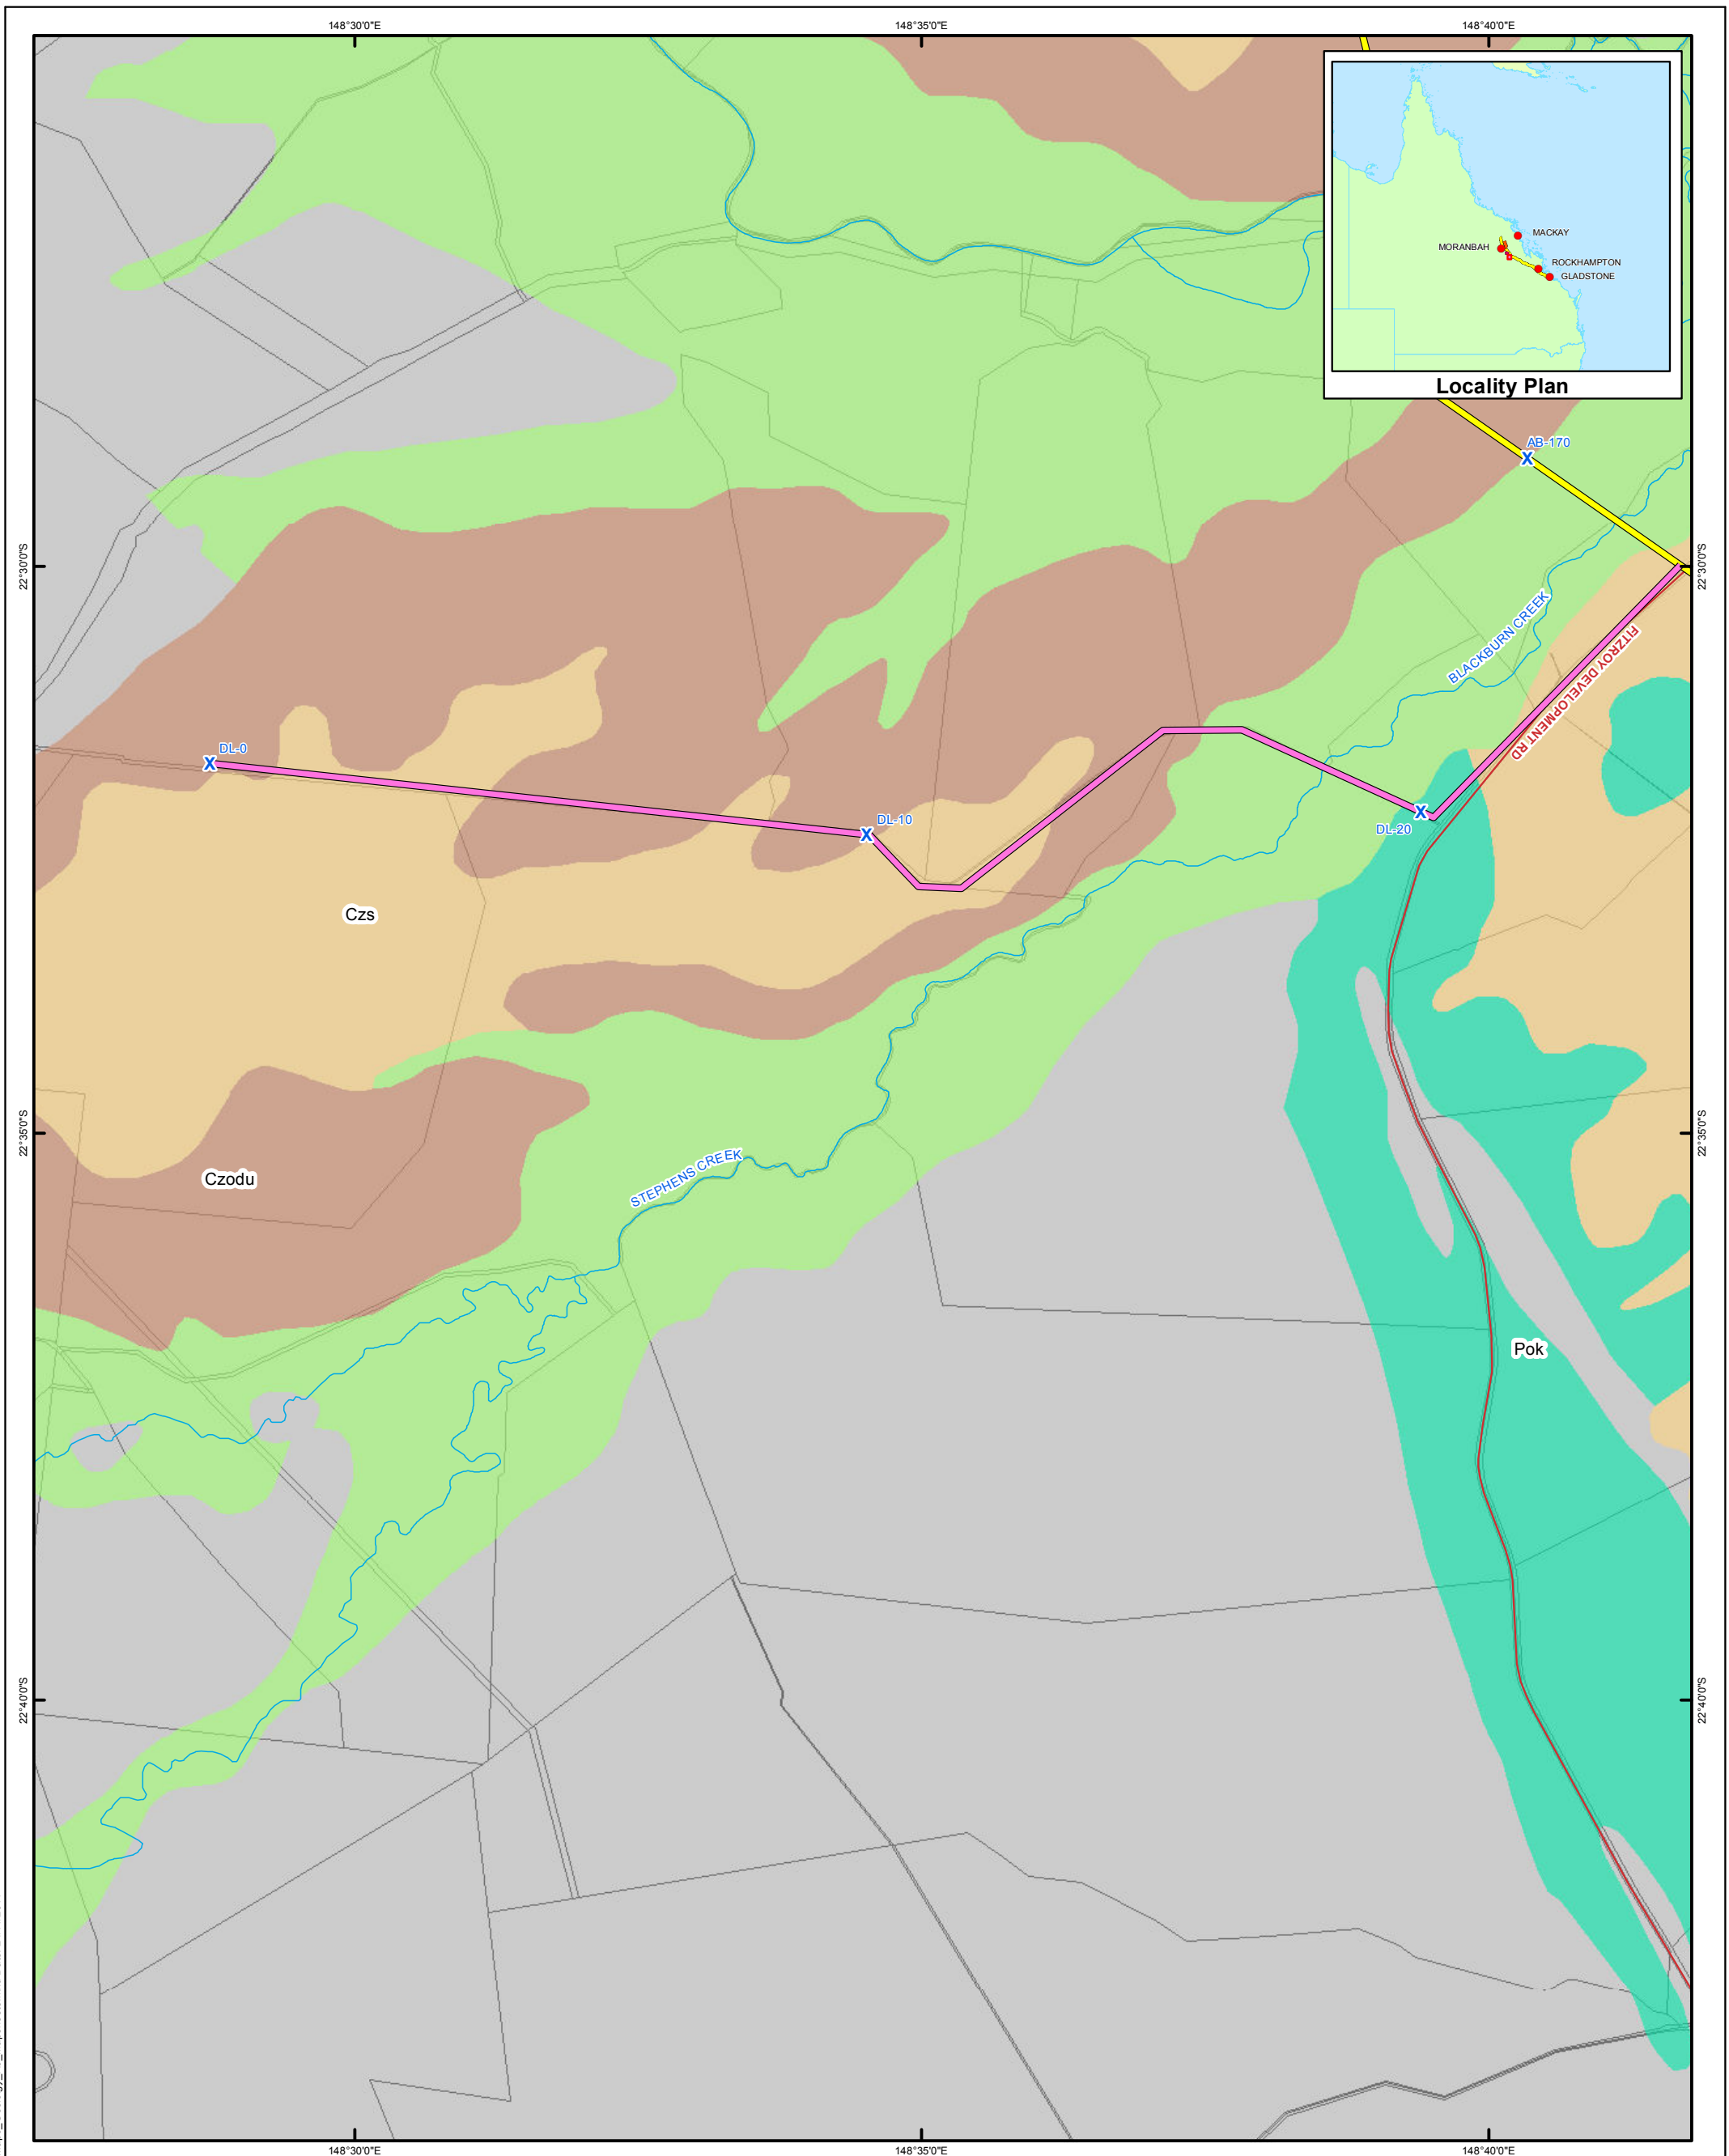 148°30'0"E
148°35'0"E
148°40'0"E
MORANBAH
MACKAY
ROCKHAMPTON
GLADSTONE
Locality Plan
AB-170
22°30'0"S
22°30'0"S
BLACKBURN CREEK
FITZROY DEVELOPMENT RD
DL-0
X
X
DL-10
X
DL-20
X
Czs
22°35'0"S
22°35'0"S
STEPHENS CREEK
Czodu
Pok
22°40'0"S
22°40'0"S
148°30'0"E
148°35'0"E
148°40'0"E